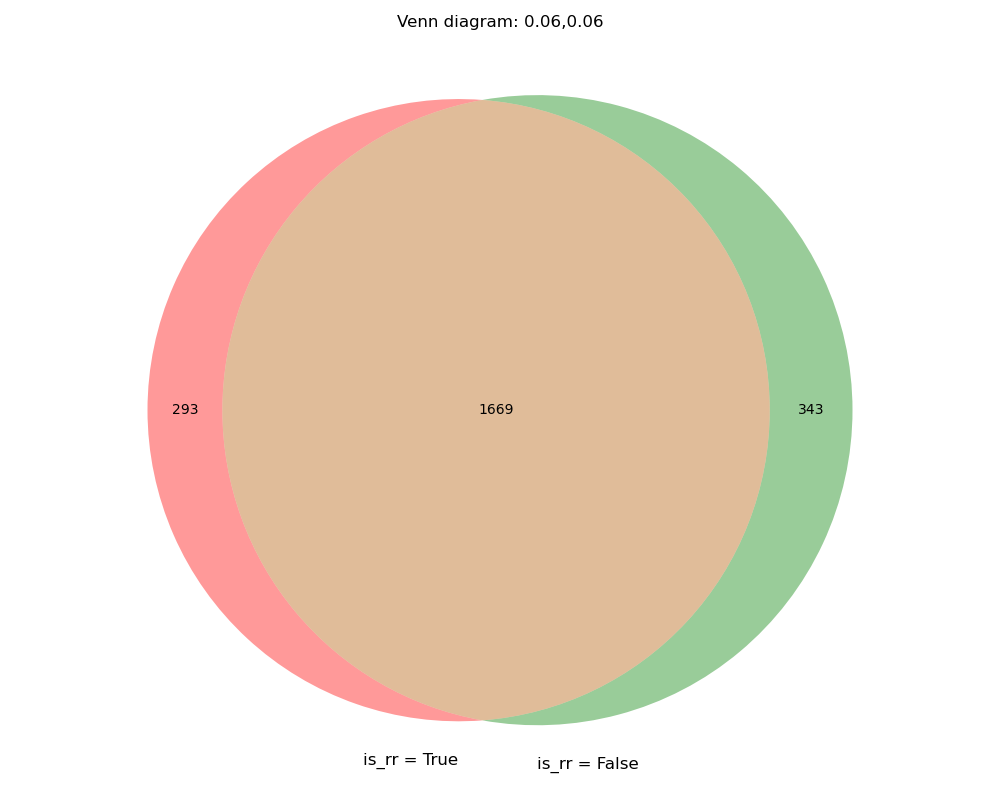 Venn diagram: 0.06,0.06
293
1669
343
is_rr = True
is_rr = False